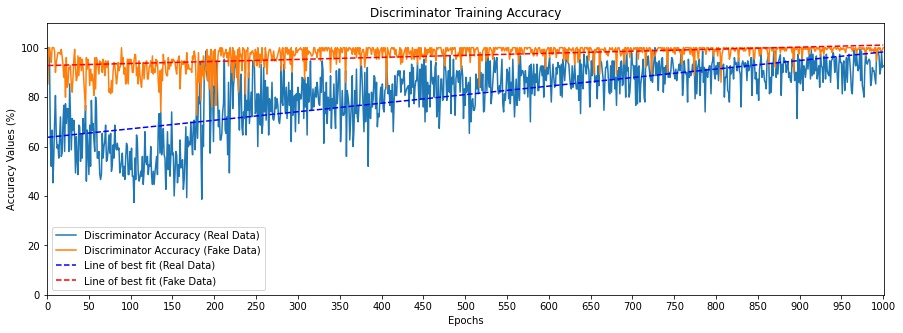 Discriminator Training Accuracy
Accuracy Values (%)
100
80
60
40
20
0
Discriminator Accuracy (Real Data)
Discriminator Accuracy (Fake Data)
Line of best fit (Real Data)
Line of best fit (Fake Data)
0 50 100 150 200 250 300 350 400 450 500 550 600 650 700 750 800 850 900 950 1000
Epochs